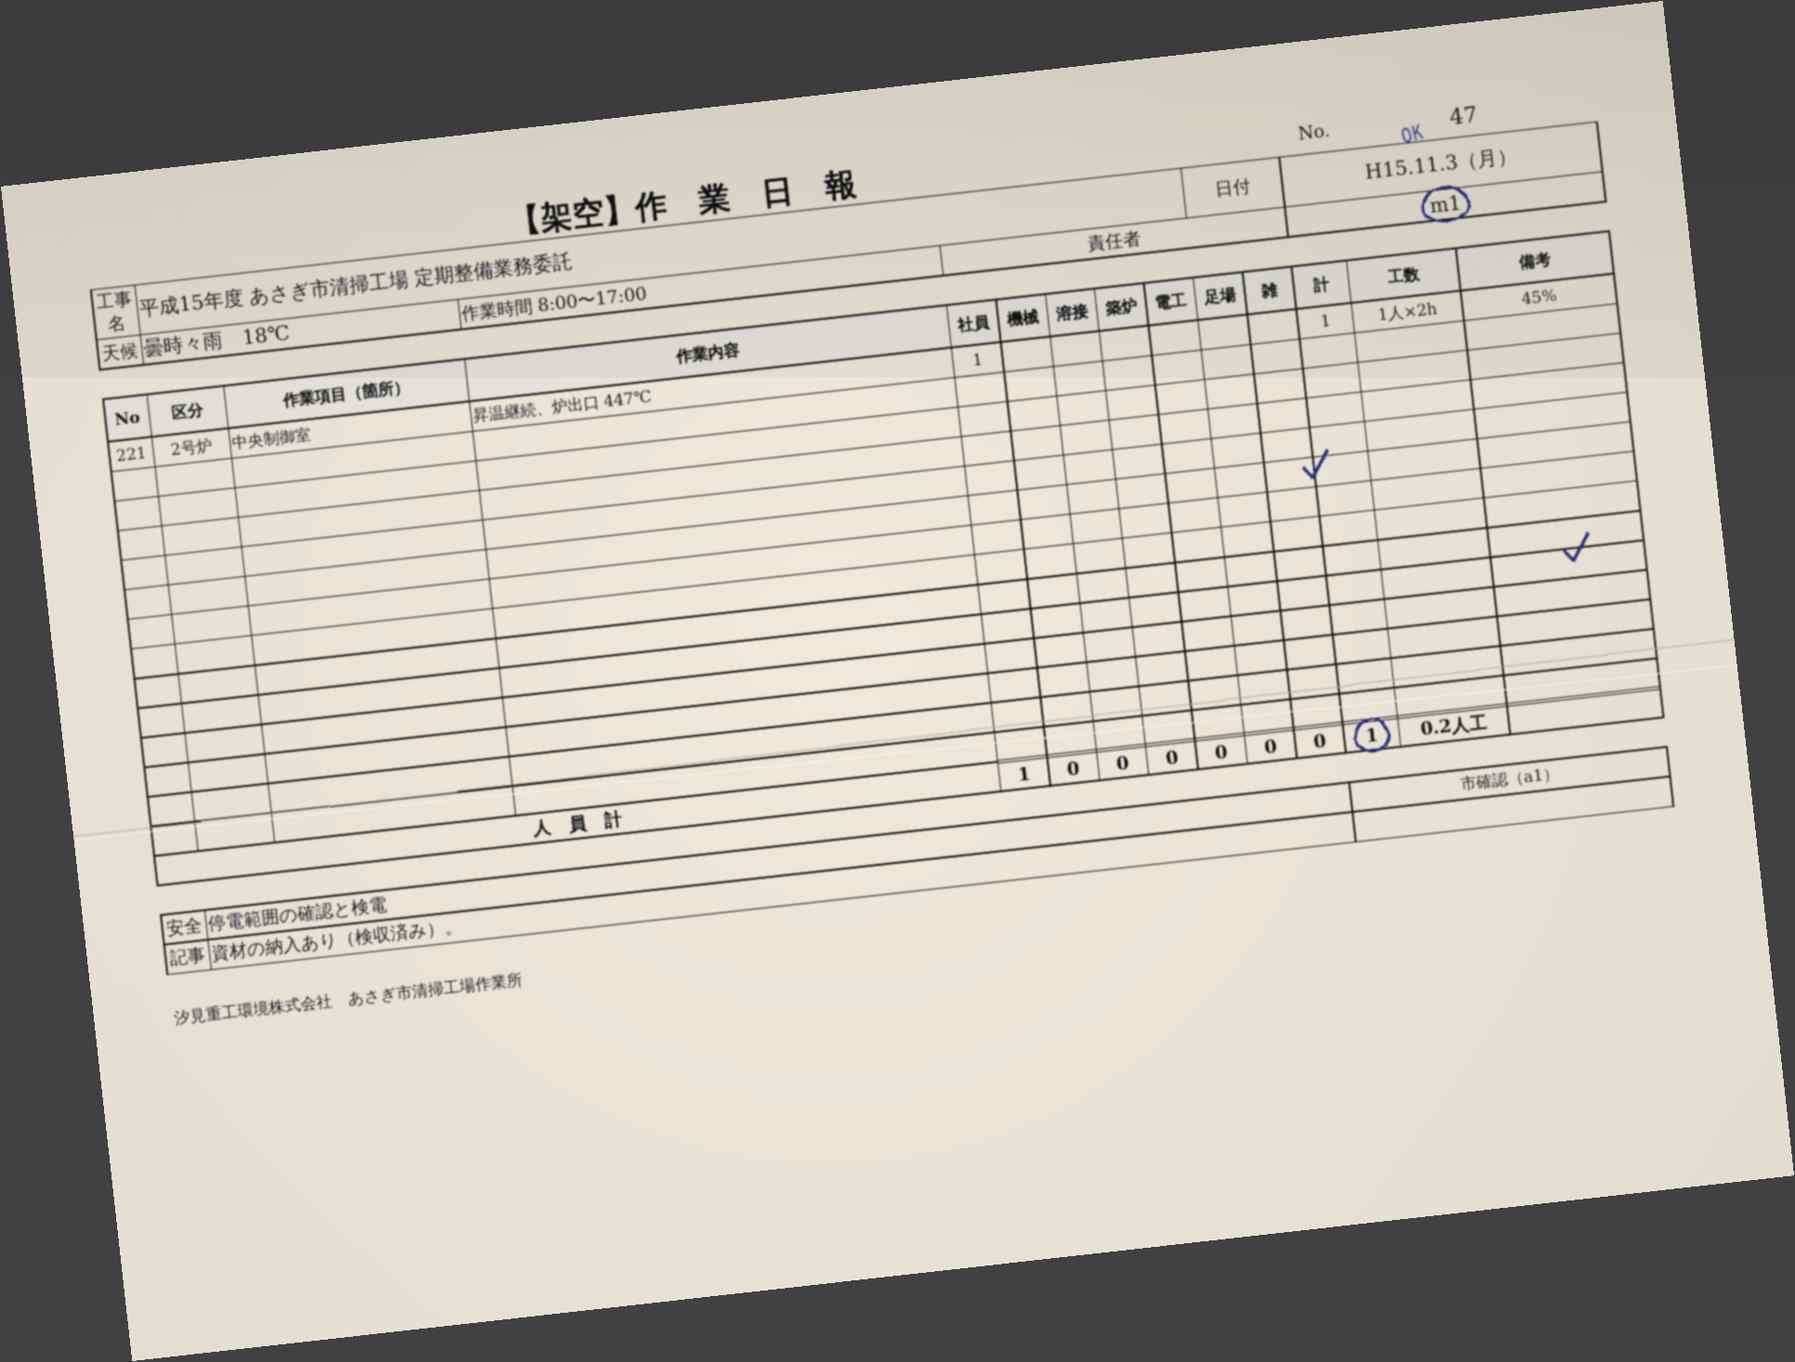 No. OK 47
【架空】作 業 日 報
工事名 平成15年度 あさぎ市清掃工場 定期整備業務委託 日付 H15.11.3（月）
天候 曇時々雨 18℃ 作業時間 8:00〜17:00 責任者 m1
No 区分 作業項目（箇所） 作業内容 社員 機械 溶接 築炉 電工 足場 雑 計 工数 備考
221 2号炉 中央制御室 昇温継続、炉出口 447℃ 1 1 1人×2h 45%
人 員 計 1 0 0 0 0 0 0 1 0.2人工
安全 停電範囲の確認と検電 市確認（a1）
記事 資材の納入あり（検収済み）。
汐見重工環境株式会社 あさぎ市清掃工場作業所